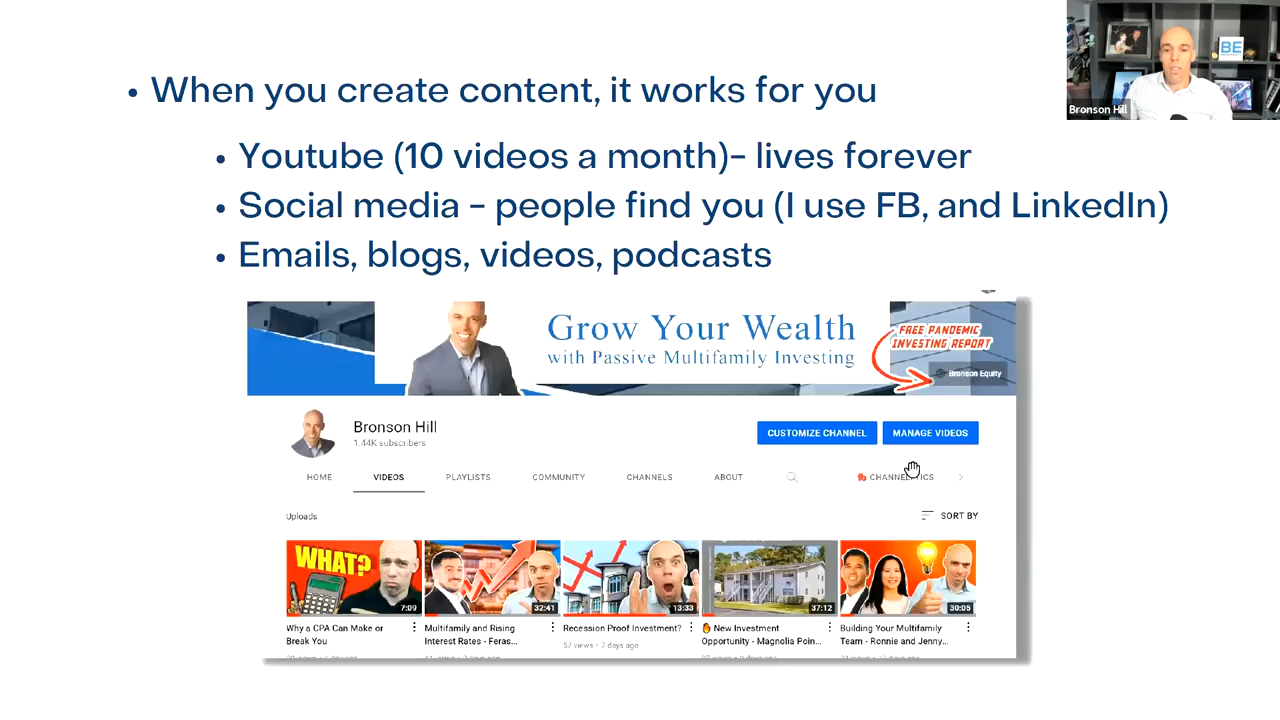 • When you create content, it works for you
BE
Bronson Hill
• Youtube (10 videos a month)- lives forever
• Social media - people find you (I use FB, and LinkedIn)
• Emails, blogs, videos, podcasts
Grow Your Wealth
with Passive Multifamily Investing
FREE PANDEMIC
INVESTING REPORT
Bronson Equity
Bronson Hill
1.44K subscribers
CUSTOMIZE CHANNEL MANAGE VIDEOS
HOME VIDEOS PLAYLISTS COMMUNITY CHANNELS ABOUT
Uploads SORT BY
WHAT?
7:09 32:41 13:33 37:12 30:05
Why a CPA Can Make or
Break You
Multifamily and Rising
Interest Rates - Feras...
Recession Proof Investment?
57 views • 7 days ago
🔥 New Investment
Opportunity - Magnolia Poin...
Building Your Multifamily
Team - Ronnie and Jenny...